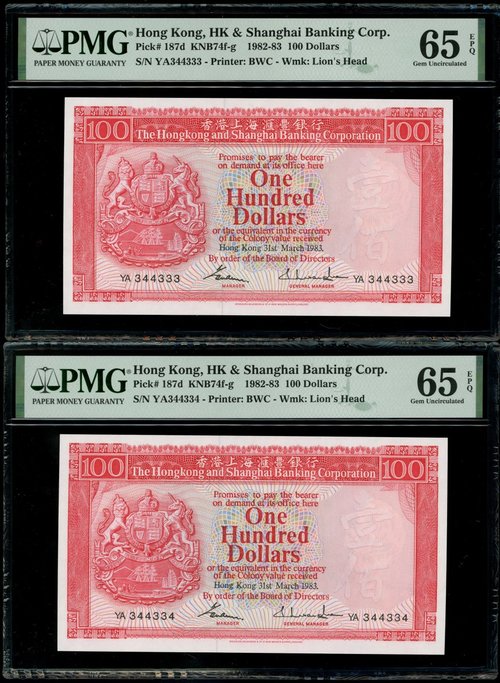 PMG
PAPER MONEY GUARANTY
Hong Kong, HK & Shanghai Banking Corp.
Pick# 187d KNB74f-g 1982-83 100 Dollars
S/N YA344333 - Printer: BWC - Wmk: Lion's Head
65 EPQ
Gem Uncirculated
香港上海滙豐銀行
100 The Hongkong and Shanghai Banking Corporation 100
Promises to pay the bearer
on demand at its office here
One
Hundred
Dollars
or the equivalent in the currency
of the Colony value received
Hong Kong 31st March 1983.
By order of the Board of Directors
YA 344333
MANAGER
GENERAL MANAGER
YA 344333
壹佰
PMG
PAPER MONEY GUARANTY
Hong Kong, HK & Shanghai Banking Corp.
Pick# 187d KNB74f-g 1982-83 100 Dollars
S/N YA344334 - Printer: BWC - Wmk: Lion's Head
65 EPQ
Gem Uncirculated
香港上海滙豐銀行
100 The Hongkong and Shanghai Banking Corporation 100
Promises to pay the bearer
on demand at its office here
One
Hundred
Dollars
or the equivalent in the currency
of the Colony value received
Hong Kong 31st March 1983.
By order of the Board of Directors
YA 344334
MANAGER
GENERAL MANAGER
YA 344334
壹佰